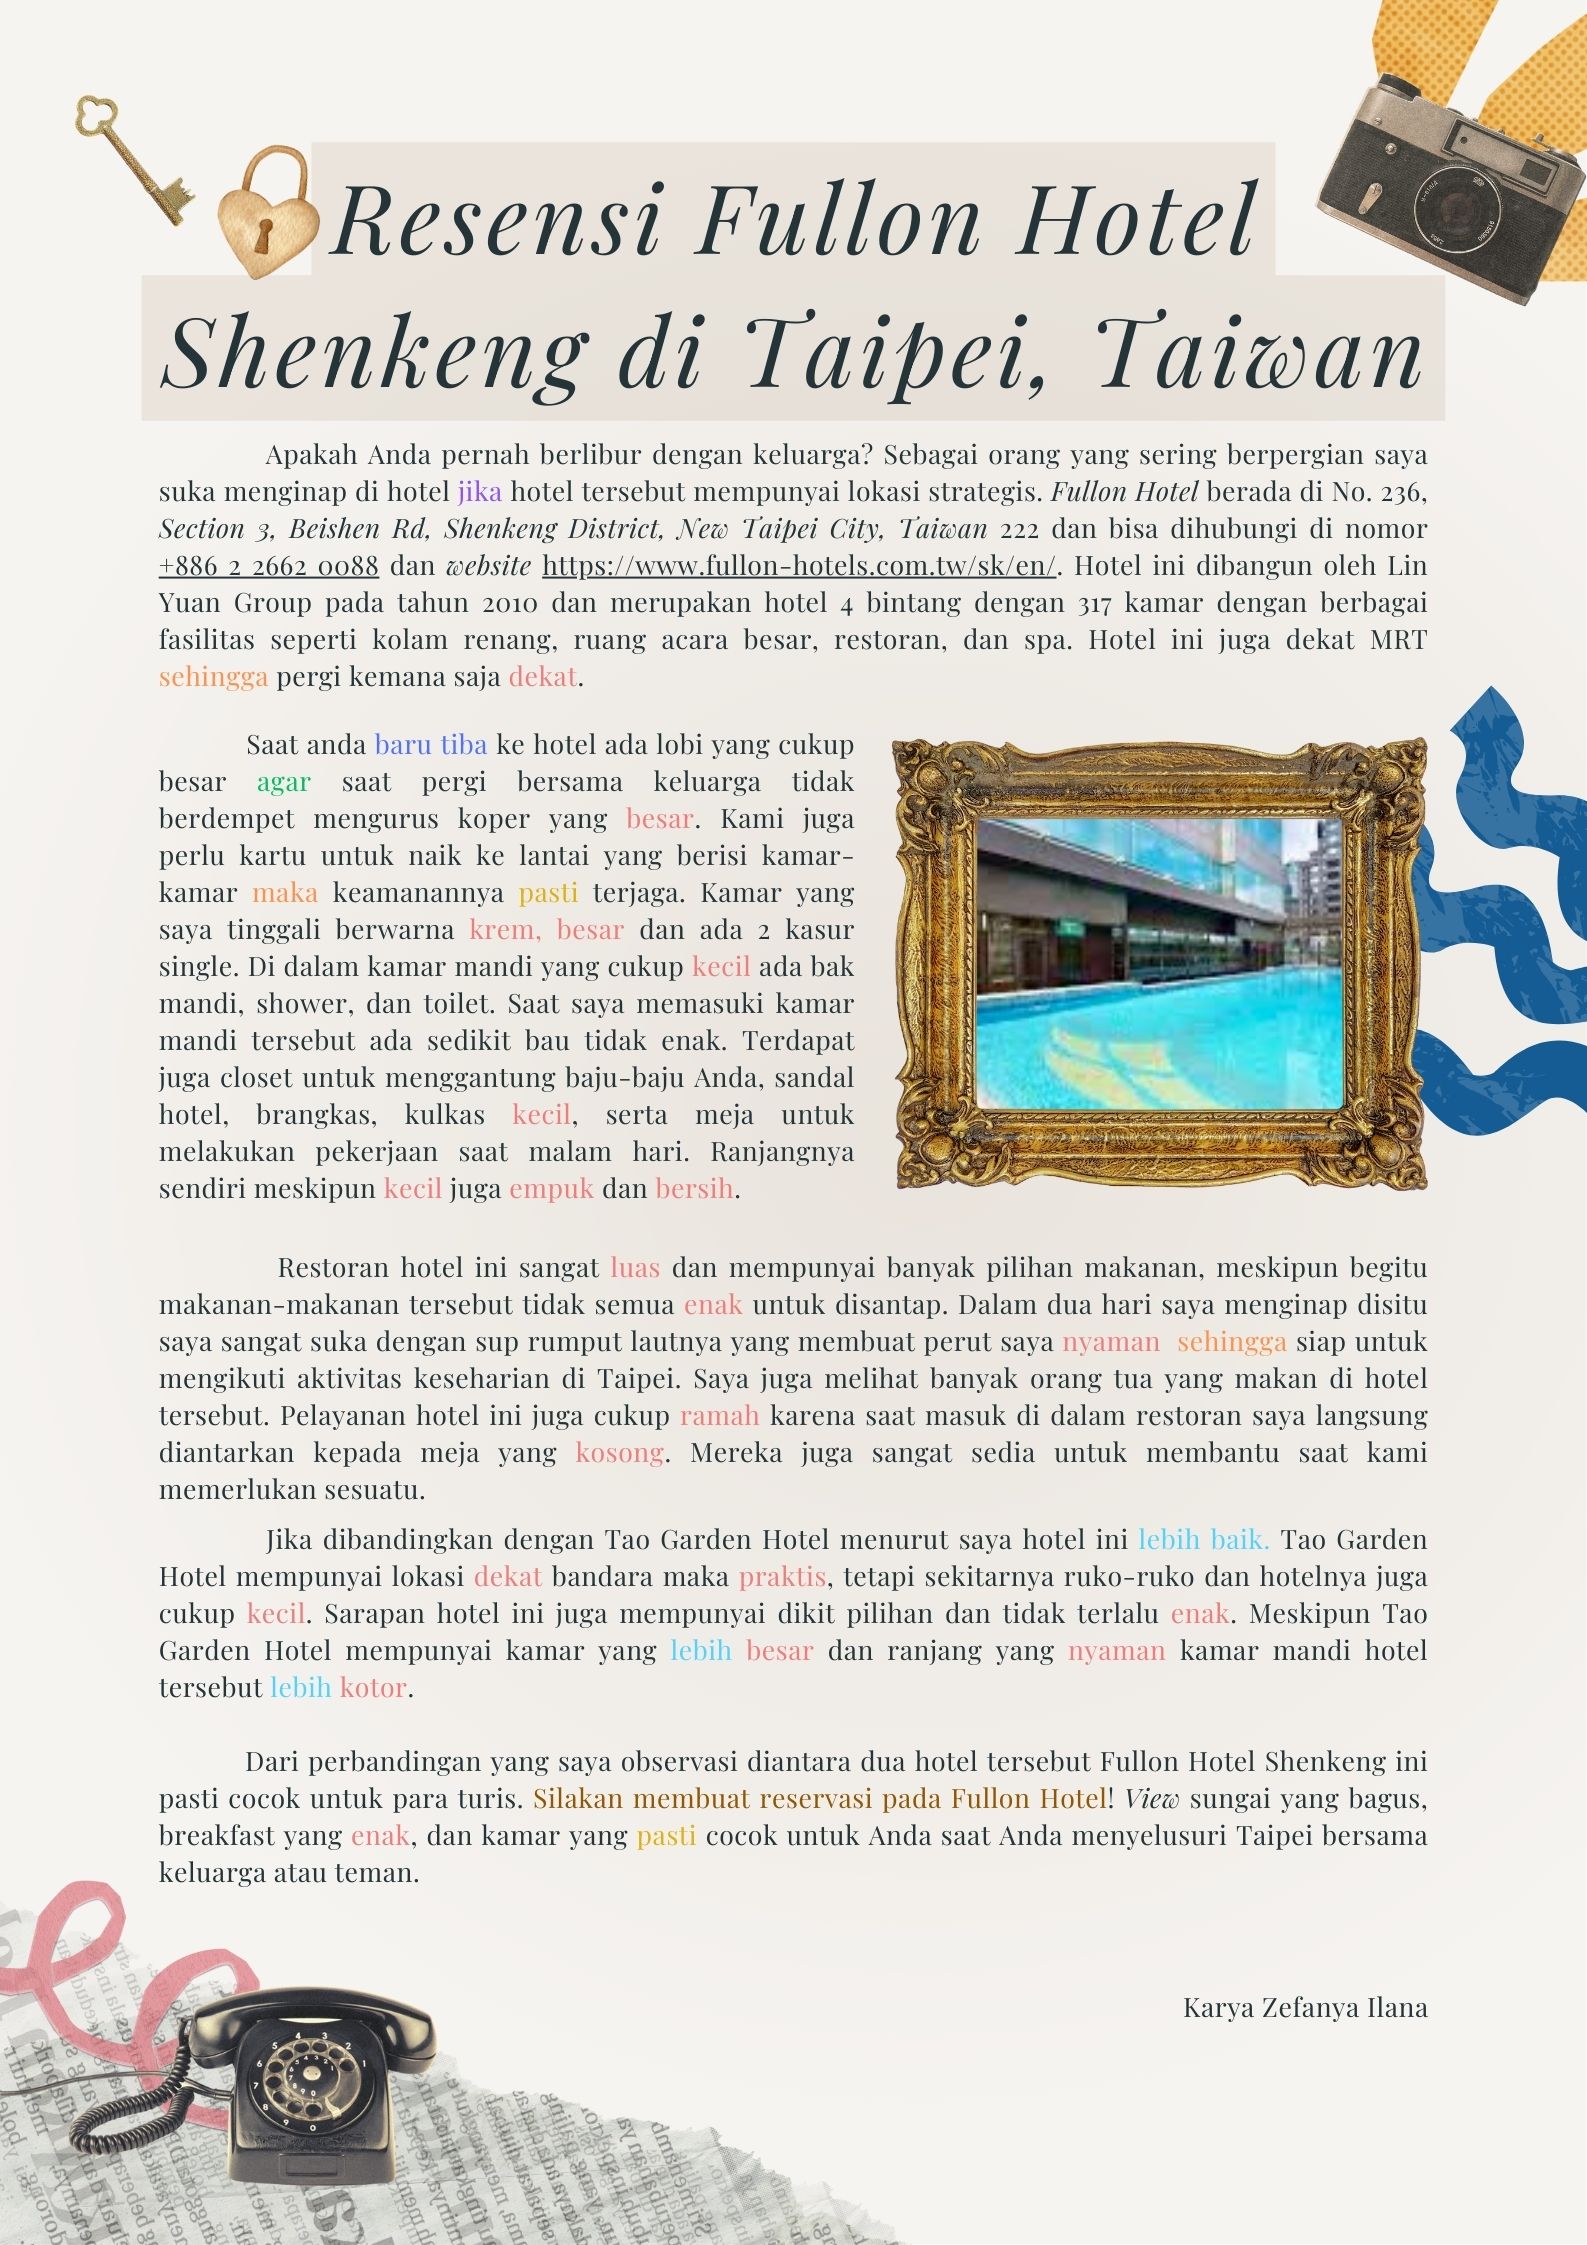 Resensi Fullon Hotel
Shenkeng di Taipei, Taiwan
Apakah Anda pernah berlibur dengan keluarga? Sebagai orang yang sering berpergian saya
suka menginap di hotel jika hotel tersebut mempunyai lokasi strategis. Fullon Hotel berada di No. 236,
Section 3, Beishen Rd, Shenkeng District, New Taipei City, Taiwan 222 dan bisa dihubungi di nomor
+886 2 2662 0088 dan website https://www.fullon-hotels.com.tw/sk/en/. Hotel ini dibangun oleh Lin
Yuan Group pada tahun 2010 dan merupakan hotel 4 bintang dengan 317 kamar dengan berbagai
fasilitas seperti kolam renang, ruang acara besar, restoran, dan spa. Hotel ini juga dekat MRT
sehingga pergi kemana saja dekat.
Saat anda baru tiba ke hotel ada lobi yang cukup
besar agar saat pergi bersama keluarga tidak
berdempet mengurus koper yang besar. Kami juga
perlu kartu untuk naik ke lantai yang berisi kamar-
kamar maka keamanannya pasti terjaga. Kamar yang
saya tinggali berwarna krem, besar dan ada 2 kasur
single. Di dalam kamar mandi yang cukup kecil ada bak
mandi, shower, dan toilet. Saat saya memasuki kamar
mandi tersebut ada sedikit bau tidak enak. Terdapat
juga closet untuk menggantung baju-baju Anda, sandal
hotel, brangkas, kulkas kecil, serta meja untuk
melakukan pekerjaan saat malam hari. Ranjangnya
sendiri meskipun kecil juga empuk dan bersih.
Restoran hotel ini sangat luas dan mempunyai banyak pilihan makanan, meskipun begitu
makanan-makanan tersebut tidak semua enak untuk disantap. Dalam dua hari saya menginap disitu
saya sangat suka dengan sup rumput lautnya yang membuat perut saya nyaman sehingga siap untuk
mengikuti aktivitas keseharian di Taipei. Saya juga melihat banyak orang tua yang makan di hotel
tersebut. Pelayanan hotel ini juga cukup ramah karena saat masuk di dalam restoran saya langsung
diantarkan kepada meja yang kosong. Mereka juga sangat sedia untuk membantu saat kami
memerlukan sesuatu.
Jika dibandingkan dengan Tao Garden Hotel menurut saya hotel ini lebih baik. Tao Garden
Hotel mempunyai lokasi dekat bandara maka praktis, tetapi sekitarnya ruko-ruko dan hotelnya juga
cukup kecil. Sarapan hotel ini juga mempunyai dikit pilihan dan tidak terlalu enak. Meskipun Tao
Garden Hotel mempunyai kamar yang lebih besar dan ranjang yang nyaman kamar mandi hotel
tersebut lebih kotor.
Dari perbandingan yang saya observasi diantara dua hotel tersebut Fullon Hotel Shenkeng ini
pasti cocok untuk para turis. Silakan membuat reservasi pada Fullon Hotel! View sungai yang bagus,
breakfast yang enak, dan kamar yang pasti cocok untuk Anda saat Anda menyelusuri Taipei bersama
keluarga atau teman.
Karya Zefanya Ilana